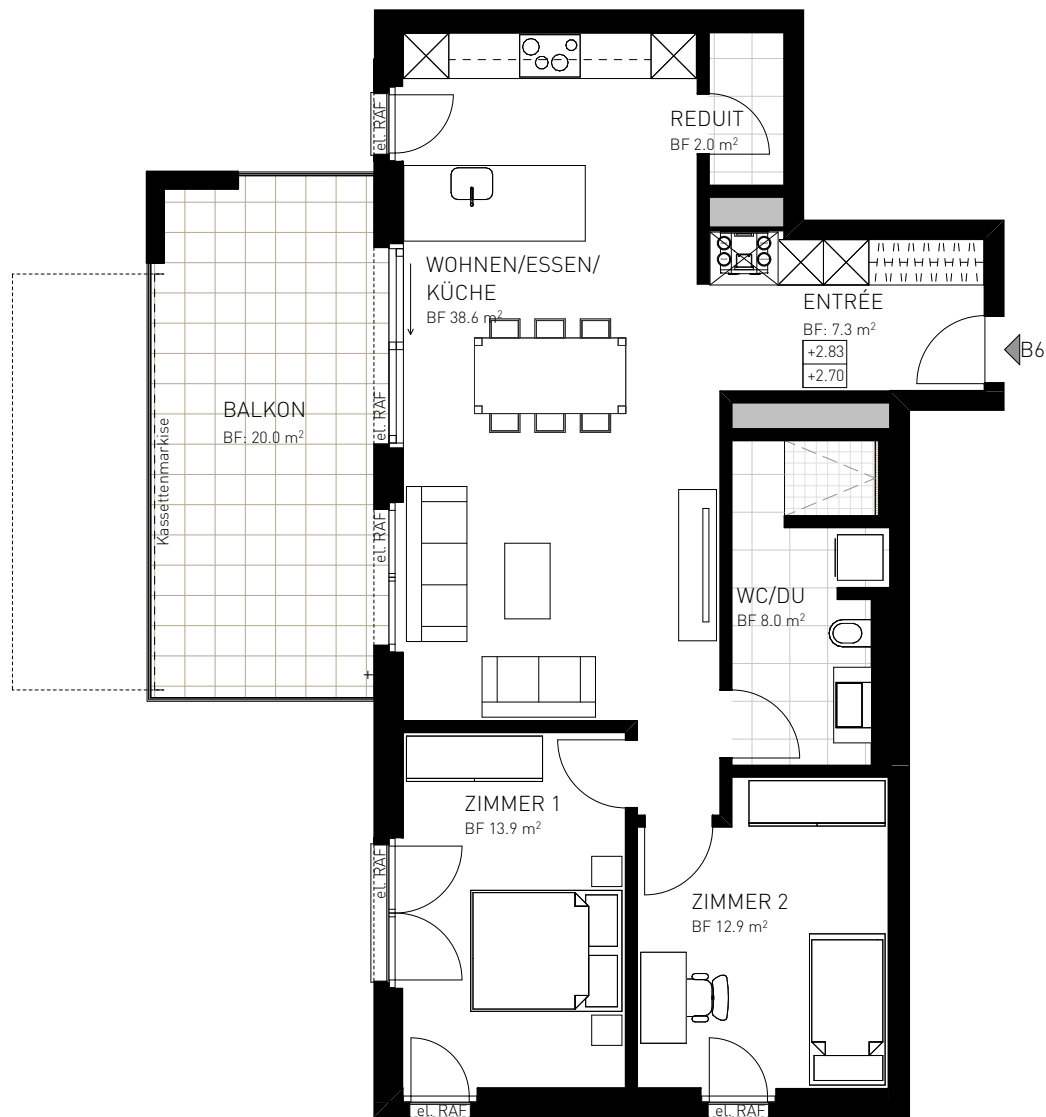 REDUIT
BF 2.0 m²
el. RAF
WOHNEN/ESSEN/
KÜCHE
BF 38.6 m²
ENTRÉE
BF: 7.3 m²
+2.83
+2.70
B6
BALKON
BF: 20.0 m²
Kassettenmarkise
el. RAF
el. RAF
WC/DU
BF 8.0 m²
ZIMMER 1
BF 13.9 m²
el. RAF
ZIMMER 2
BF 12.9 m²
el. RAF
el. RAF